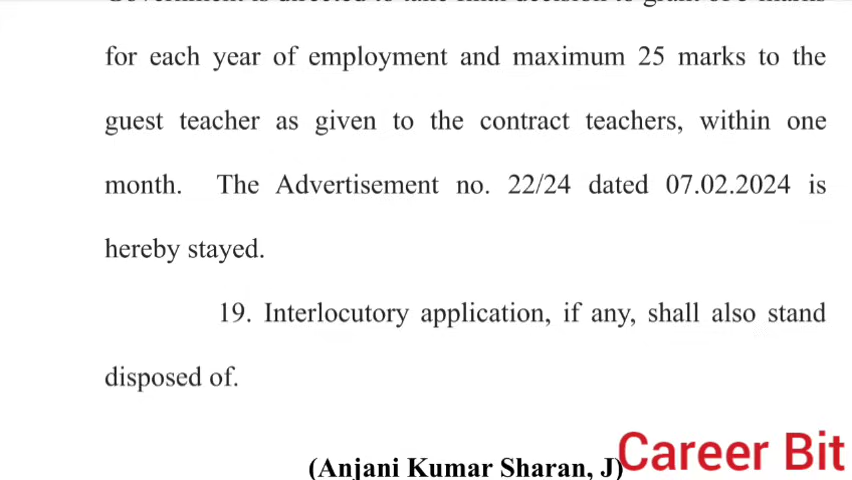 for each year of employment and maximum 25 marks to the
guest teacher as given to the contract teachers, within one
month. The Advertisement no. 22/24 dated 07.02.2024 is
hereby stayed.
19. Interlocutory application, if any, shall also stand
disposed of.
(Anjani Kumar Sharan, J)
Career Bit